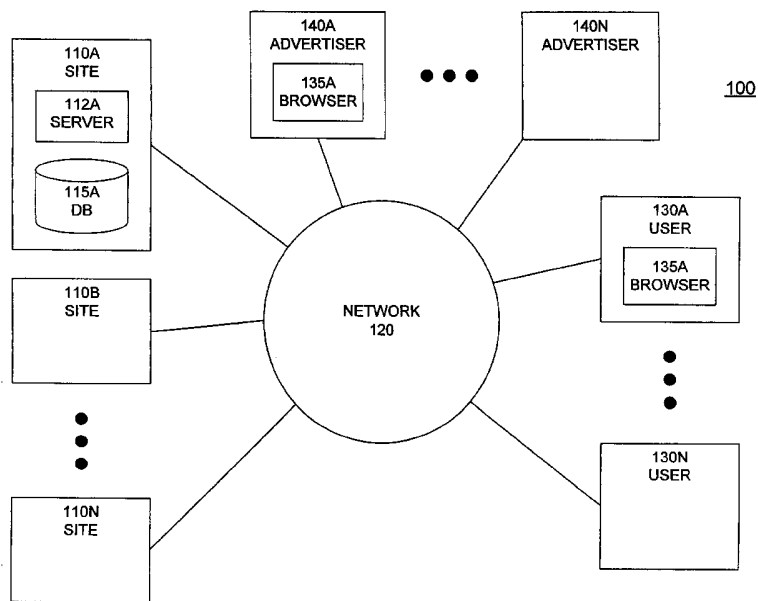 110A
SITE
112A
SERVER
115A
DB
140A
ADVERTISER
135A
BROWSER
140N
ADVERTISER
100
130A
USER
135A
BROWSER
110B
SITE
NETWORK
120
110N
SITE
130N
USER